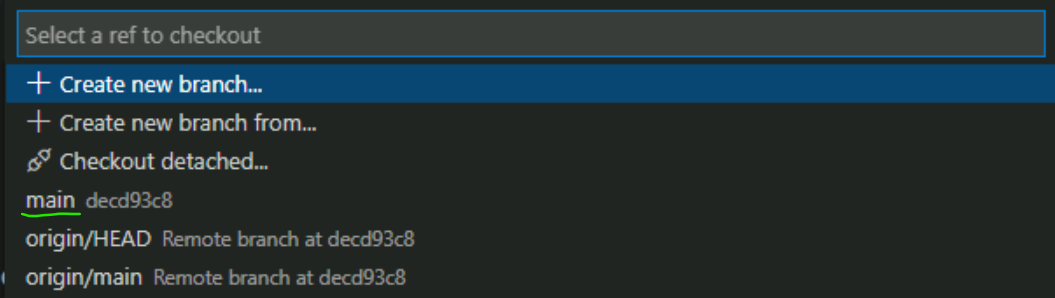 Select a ref to checkout
+ Create new branch...
+ Create new branch from...
Checkout detached...
main decd93c8
origin/HEAD Remote branch at decd93c8
origin/main Remote branch at decd93c8